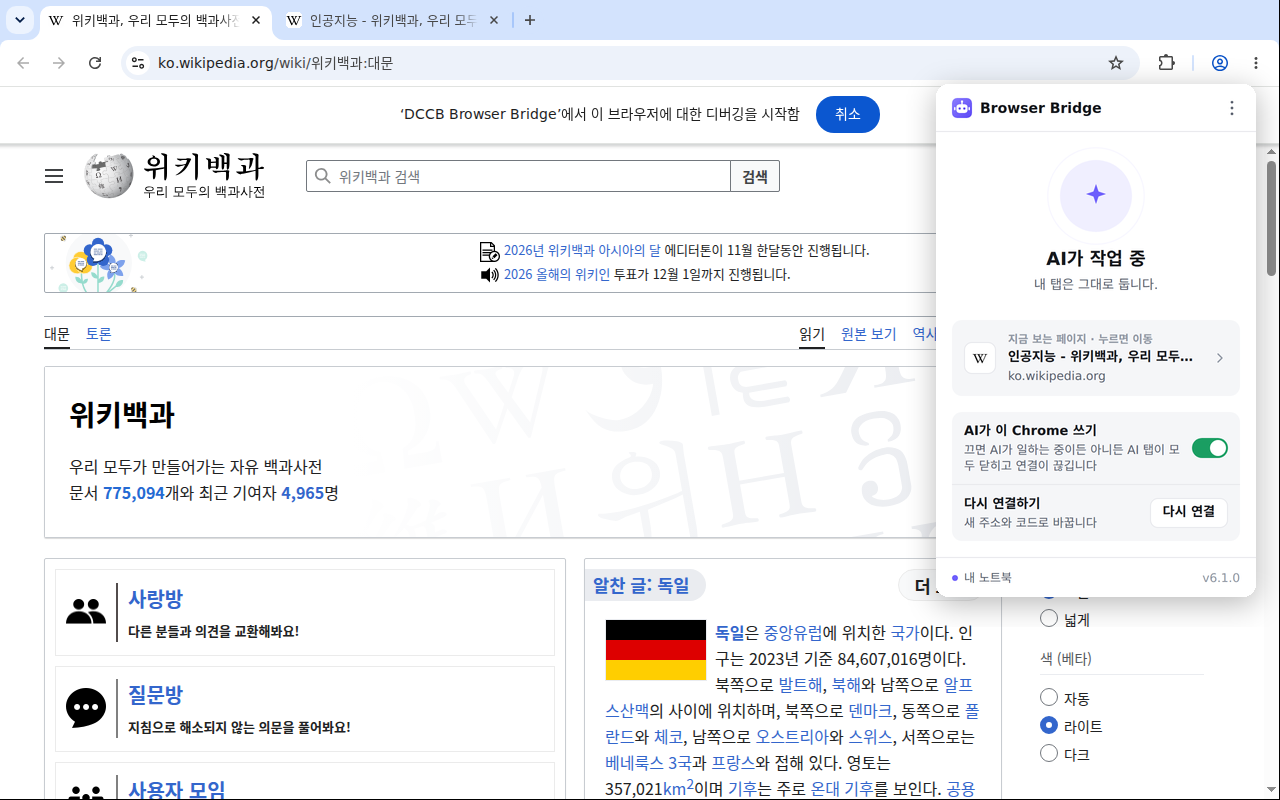 위키백과, 우리 모두의 백과사전
인공지능 - 위키백과, 우리 모두
ko.wikipedia.org/wiki/위키백과:대문
‘DCCB Browser Bridge’에서 이 브라우저에 대한 디버깅을 시작함
취소
위키백과
우리 모두의 백과사전
위키백과 검색
검색
2026년 위키백과 아시아의 달 에디터톤이 11월 한달동안 진행됩니다.
2026 올해의 위키인 투표가 12월 1일까지 진행됩니다.
대문
토론
읽기
원본 보기
역사
위키백과
우리 모두가 만들어가는 자유 백과사전
문서 775,094개와 최근 기여자 4,965명
사랑방
다른 분들과 의견을 교환해봐요!
질문방
지침으로 해소되지 않는 의문을 풀어봐요!
사용자 모임
알찬 글: 독일
더
독일은 중앙유럽에 위치한 국가이다. 인
구는 2023년 기준 84,607,016명이다.
북쪽으로 발트해, 북해와 남쪽으로 알프
스산맥의 사이에 위치하며, 북쪽으로 덴마크, 동쪽으로 폴
란드와 체코, 남쪽으로 오스트리아와 스위스, 서쪽으로는
베네룩스 3국과 프랑스와 접해 있다. 영토는
357,021km2이며 기후는 주로 온대 기후를 보인다. 공용
Browser Bridge
AI가 작업 중
내 탭은 그대로 둡니다.
지금 보는 페이지 · 누르면 이동
인공지능 - 위키백과, 우리 모두...
ko.wikipedia.org
AI가 이 Chrome 쓰기
끄면 AI가 일하는 중이든 아니든 AI 탭이 모
두 닫히고 연결이 끊깁니다
다시 연결하기
새 주소와 코드로 바꿉니다
다시 연결
내 노트북
v6.1.0
넓게
색 (베타)
자동
라이트
다크